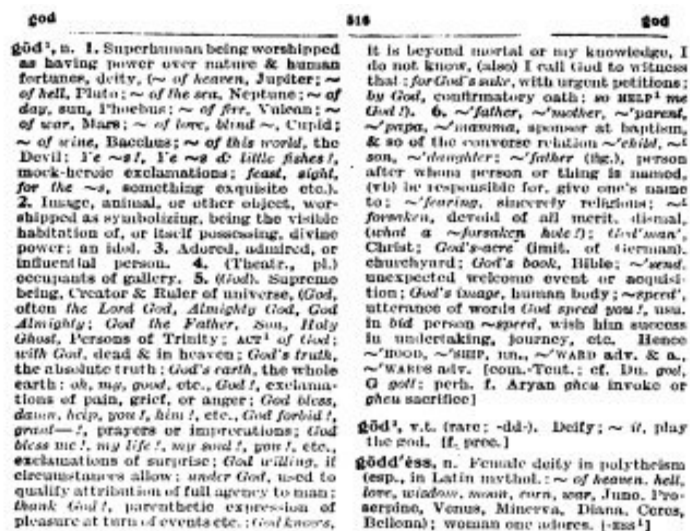 god 516 god
gŏd¹, n. 1. Superhuman being worshipped
as having power over nature & human
fortunes, deity, (~ of heaven, Jupiter; ~
of hell, Pluto; ~ of the sea, Neptune; ~ of
day, sun, Phoebus; ~ of fire, Vulcan; ~
of war, Mars; ~ of love, blind ~, Cupid;
~ of wine, Bacchus; ~ of this world, the
Devil; Ye ~s!, Ye ~s & little fishes!,
mock-heroic exclamations; feast, sight,
for the ~s, something exquisite etc.).
2. Image, animal, or other object, wor-
shipped as symbolizing, being the visible
habitation of, or itself possessing, divine
power; an idol. 3. Adored, admired, or
influential person. 4. (Theatr., pl.)
occupants of gallery. 5. (God). Supreme
being, Creator & Ruler of universe, (God,
often the Lord God, Almighty God, God
Almighty; God the Father, Son, Holy
Ghost, Persons of Trinity; ACT¹ of God;
with God, dead & in heaven; God's truth,
the absolute truth; God's earth, the whole
earth; oh, my, good, etc., God!, exclama-
tions of pain, grief, or anger; God bless,
damn, help, you!, him!, etc., God forbid!,
grant—!, prayers or imprecations; God
bless me!, my life!, my soul!, you!, etc.,
exclamations of surprise; God willing, if
circumstances allow; under God, used to
qualify attribution of full agency to man;
thank God!, parenthetic expression of
pleasure at turn of events etc.; God knows,
it is beyond mortal or my knowledge, I
do not know, (also) I call God to witness
that; for God's sake, with urgent petitions;
by God, confirmatory oath; so HELP¹ me
God!). 6. ~'father, ~'mother, ~'parent,
~'papa, ~'mamma, sponsor at baptism,
& so of the converse relation ~'child, ~'
son, ~'daughter; ~'father (fig.), person
after whom person or thing is named,
(vb) be responsible for, give one's name
to; ~'fearing, sincerely religious; ~'
forsaken, devoid of all merit, dismal,
(what a ~forsaken hole!); God'man',
Christ; God's-acre (imit. of German),
churchyard; God's book, Bible; ~'send,
unexpected welcome event or acquisi-
tion; God's image, human body; ~speed',
utterance of words God speed you!, usu.
in bid person ~speed, wish him success
in undertaking, journey, etc. Hence
~'HOOD, ~'SHIP, nn., ~'WARD adv. & a.,
~'WARDS adv. [com.-Teut.; cf. Du. god,
G gott; perh. f. Aryan gheu invoke or
gheu sacrifice]
gŏd², v.t. (rare; -dd-). Deify; ~ it, play
the god. [f. prec.]
gŏdd'ĕss, n. Female deity in polytheism
(esp., in Latin mythol.: ~ of heaven, hell,
love, wisdom, moon, corn, war, Juno, Pro-
serpine, Venus, Minerva, Diana, Ceres,
Bellona); woman one adores. [-ESS¹]